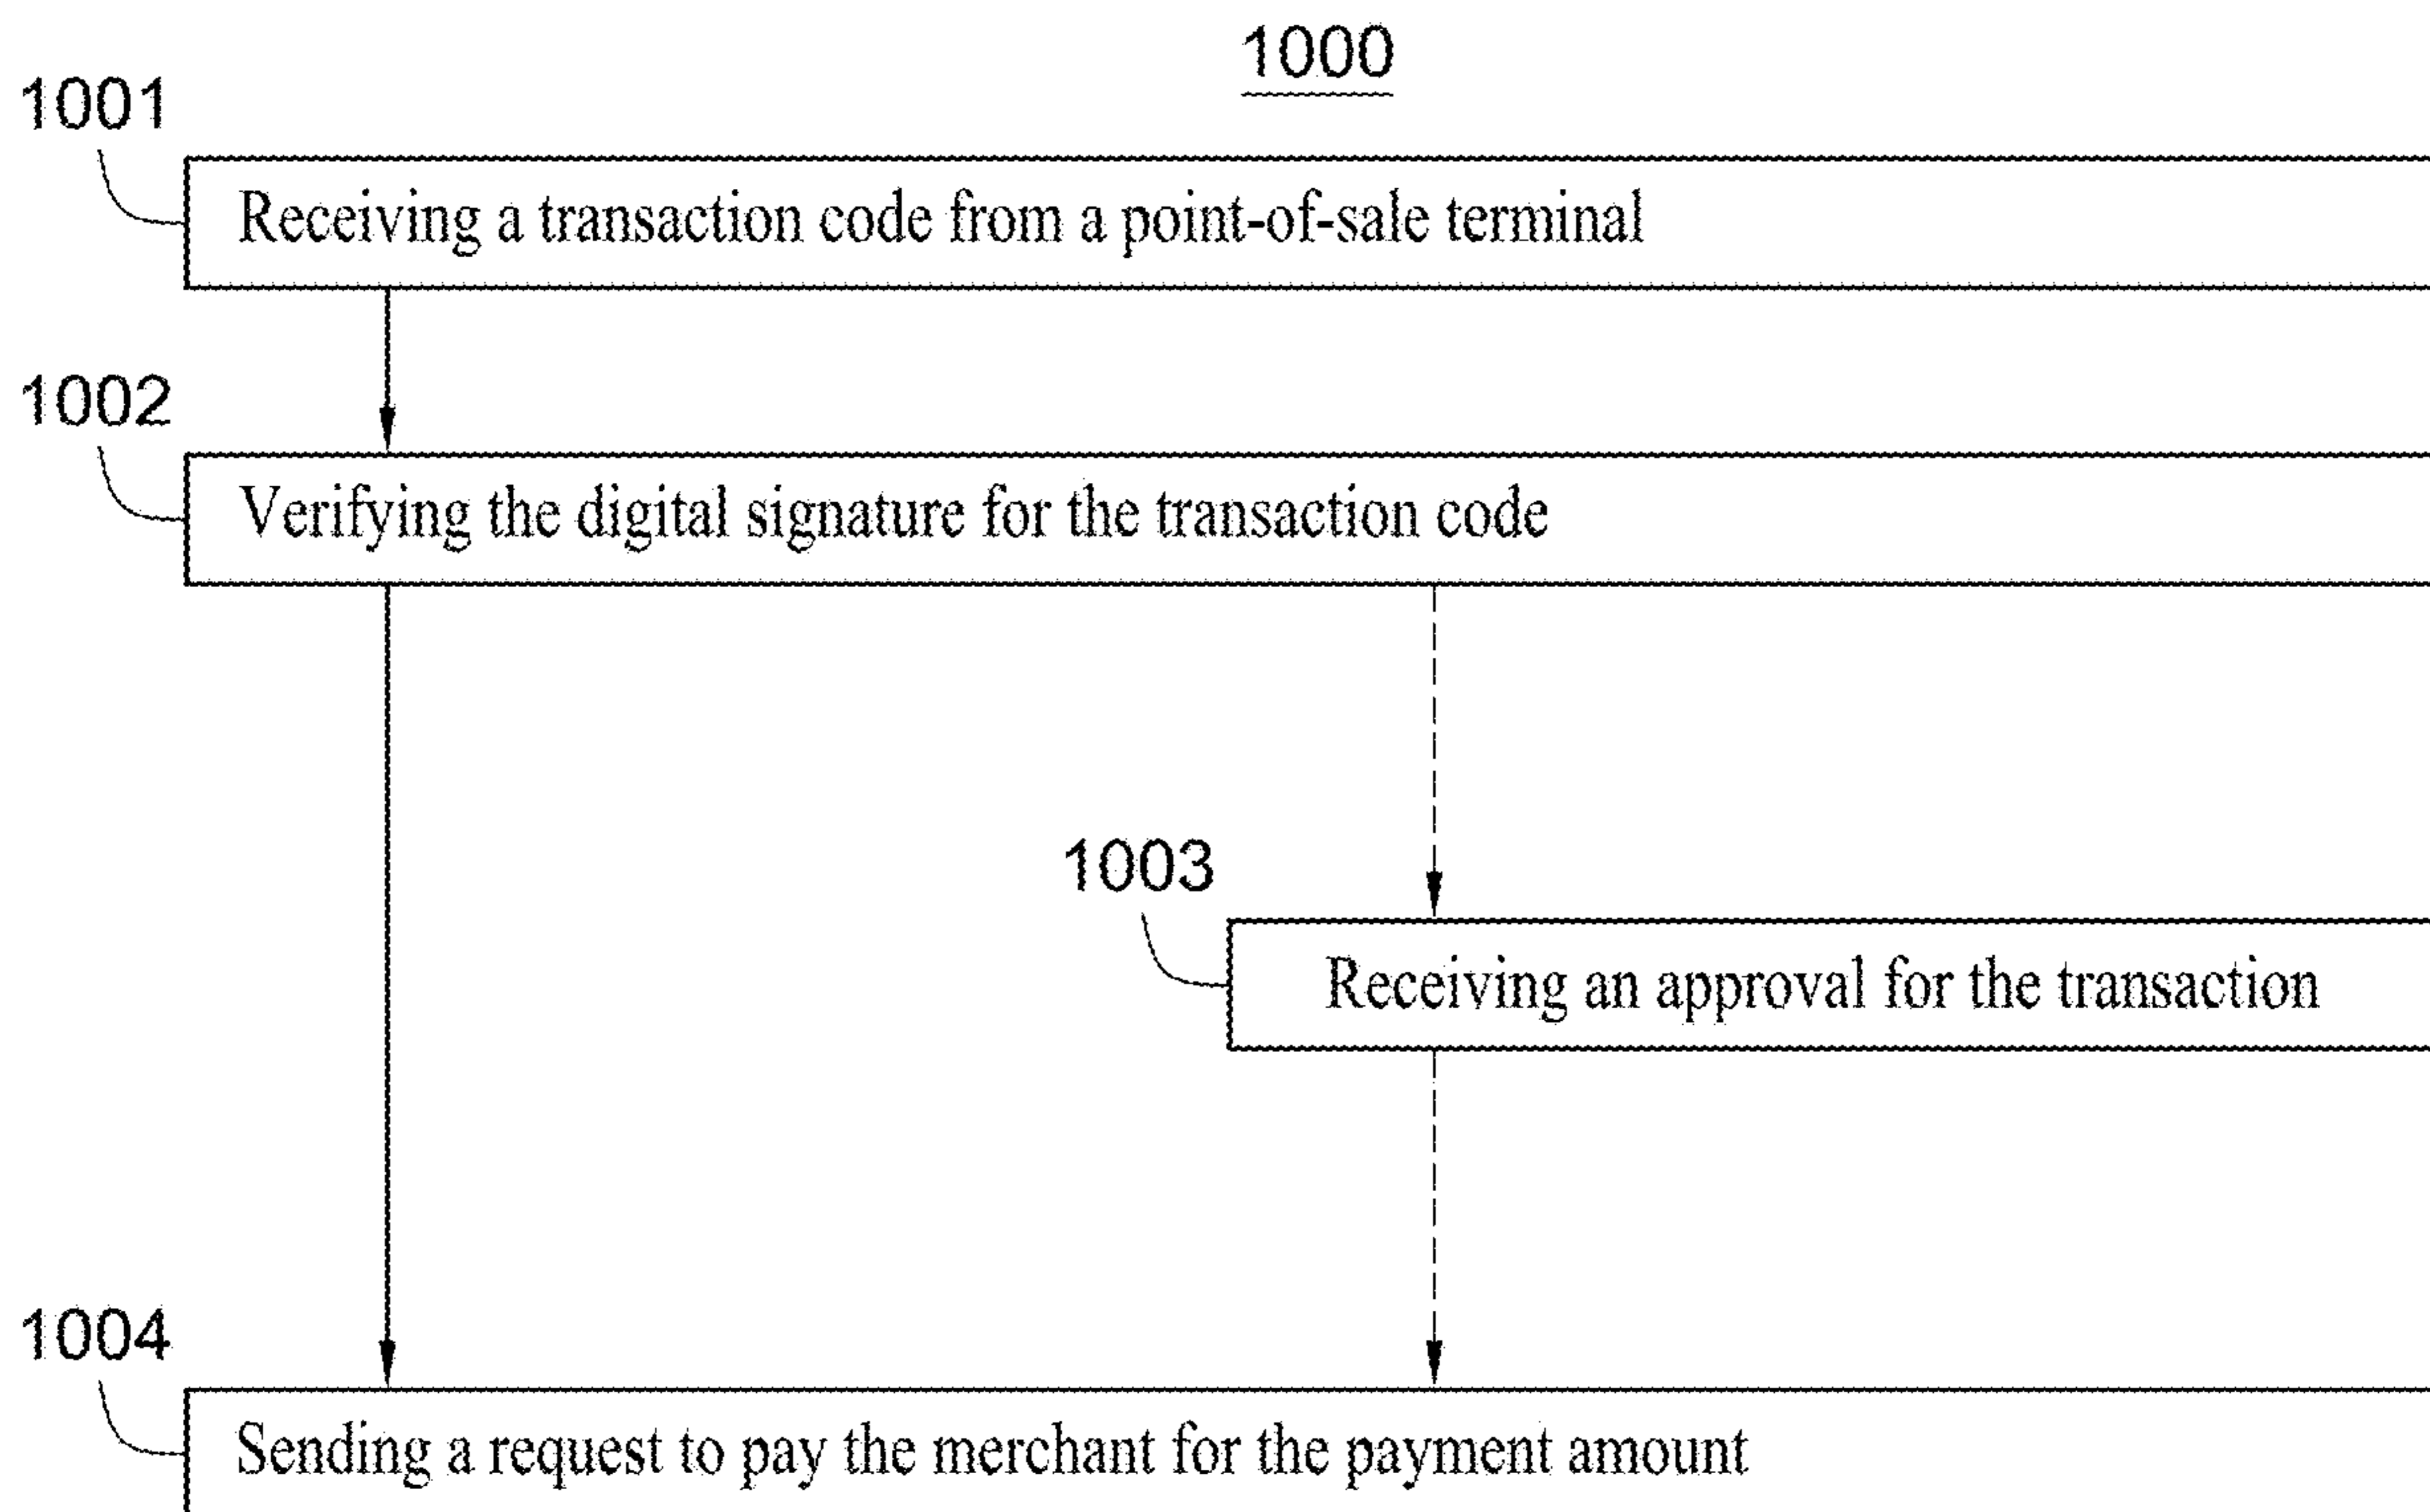 1000
1001
Receiving a transaction code from a point-of-sale terminal
1002
Verifying the digital signature for the transaction code
1003
Receiving an approval for the transaction
1004
Sending a request to pay the merchant for the payment amount